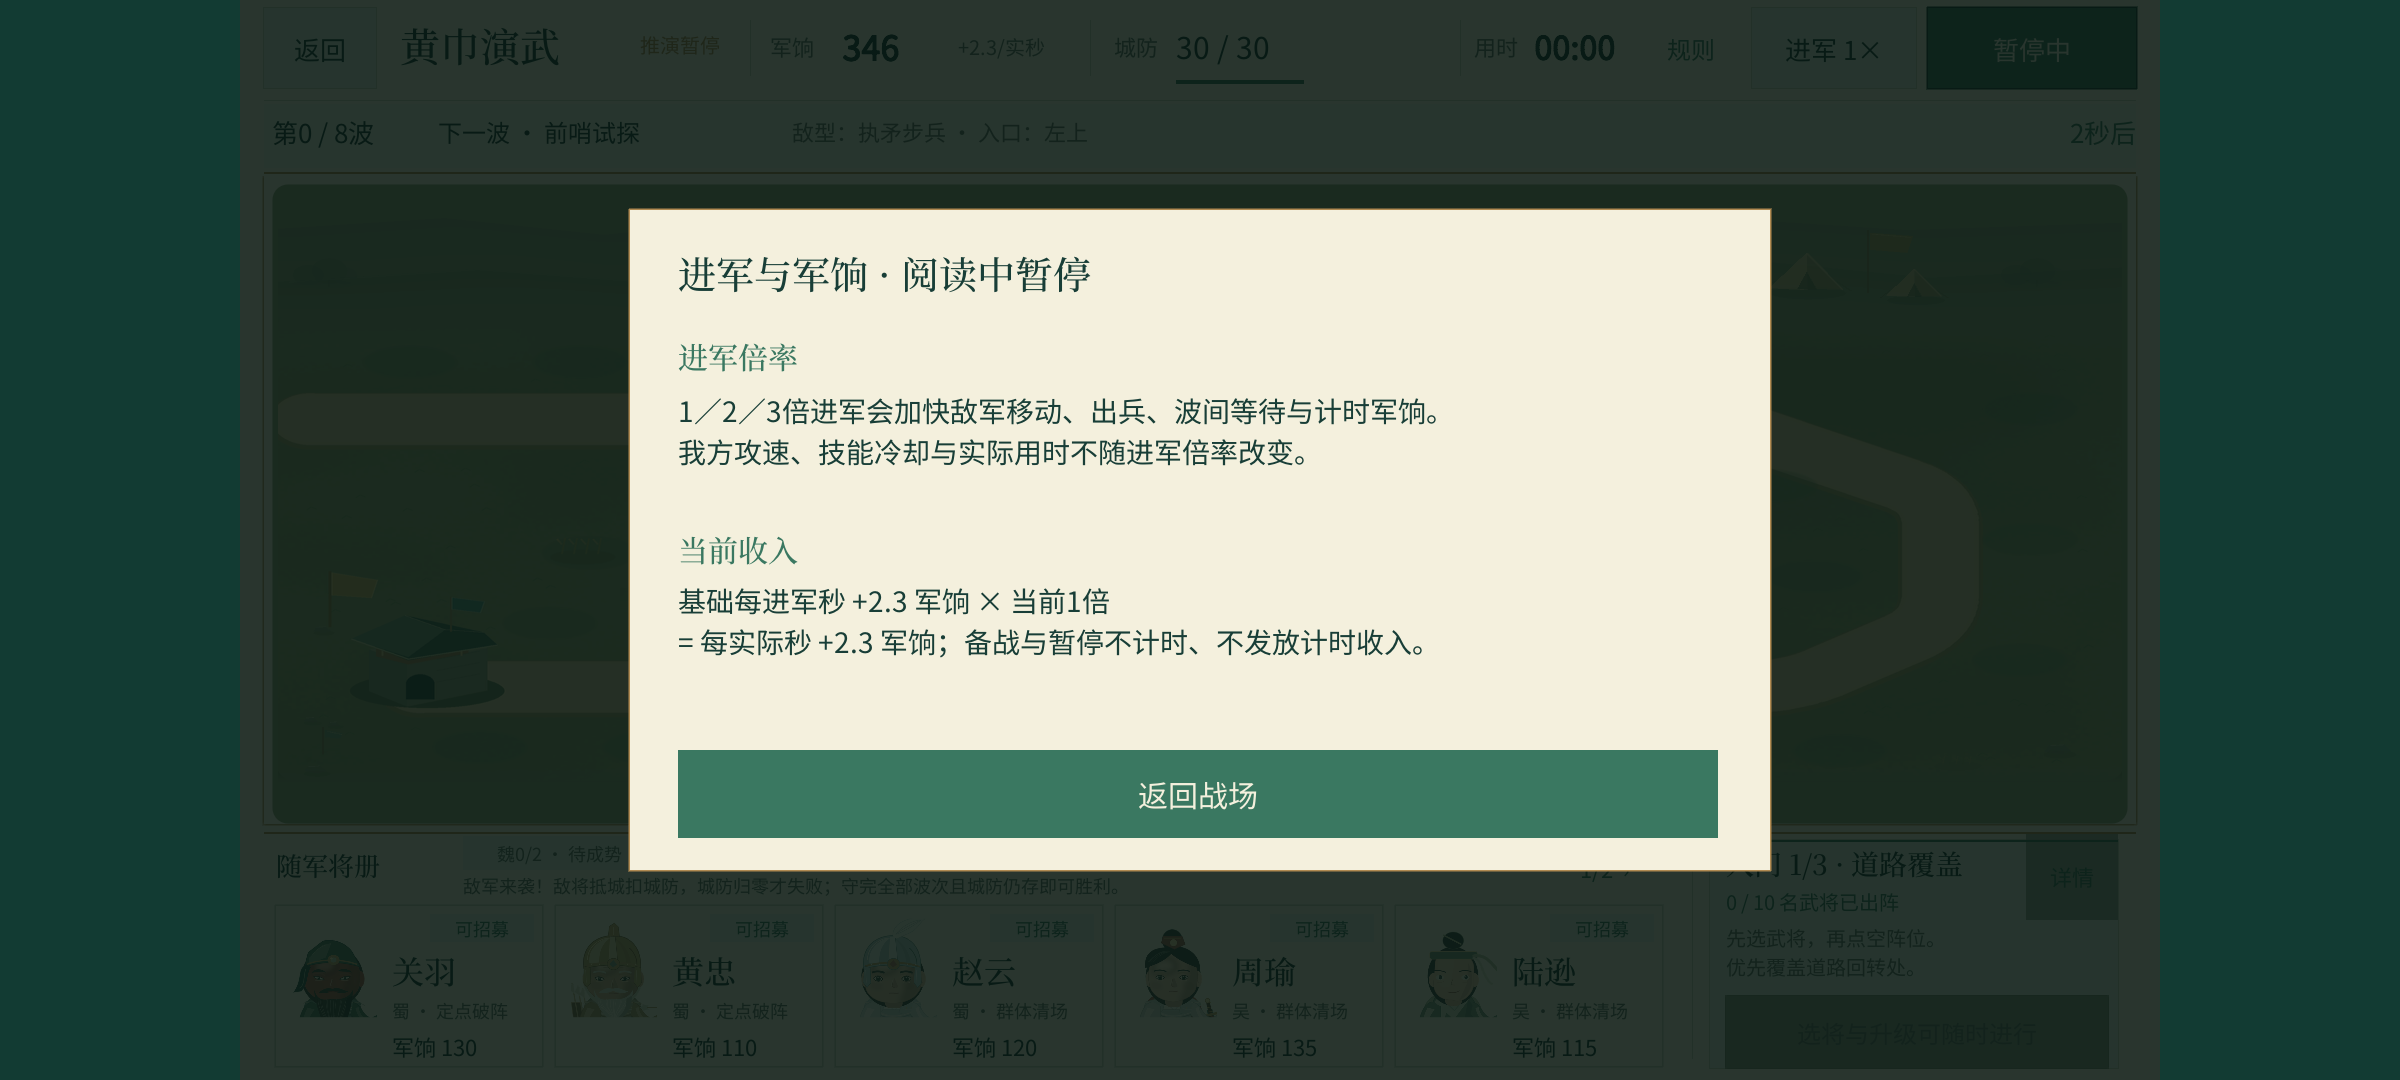 返回
黄巾演武
推演暂停
军饷 346
+2.3/实秒
城防 30 / 30
用时 00:00
规则
进军 1×
暂停中
第0 / 8波
下一波 · 前哨试探
敌型：执矛步兵 · 入口：左上
2秒后
进军与军饷 · 阅读中暂停
进军倍率
1／2／3倍进军会加快敌军移动、出兵、波间等待与计时军饷。
我方攻速、技能冷却与实际用时不随进军倍率改变。
当前收入
基础每进军秒 +2.3 军饷 × 当前1倍
= 每实际秒 +2.3 军饷；备战与暂停不计时、不发放计时收入。
返回战场
随军将册
魏0/2 · 待成势
敌军来袭！敌将抵城扣城防，城防归零才失败；守完全部波次且城防仍存即可胜利。
可招募
关羽
蜀 · 定点破阵
军饷 130
可招募
黄忠
蜀 · 定点破阵
军饷 110
可招募
赵云
蜀 · 群体清场
军饷 120
可招募
周瑜
吴 · 群体清场
军饷 135
可招募
陆逊
吴 · 群体清场
军饷 115
1/3 · 道路覆盖
详情
0 / 10 名武将已出阵
先选武将，再点空阵位。
优先覆盖道路回转处。
选将与升级可随时进行